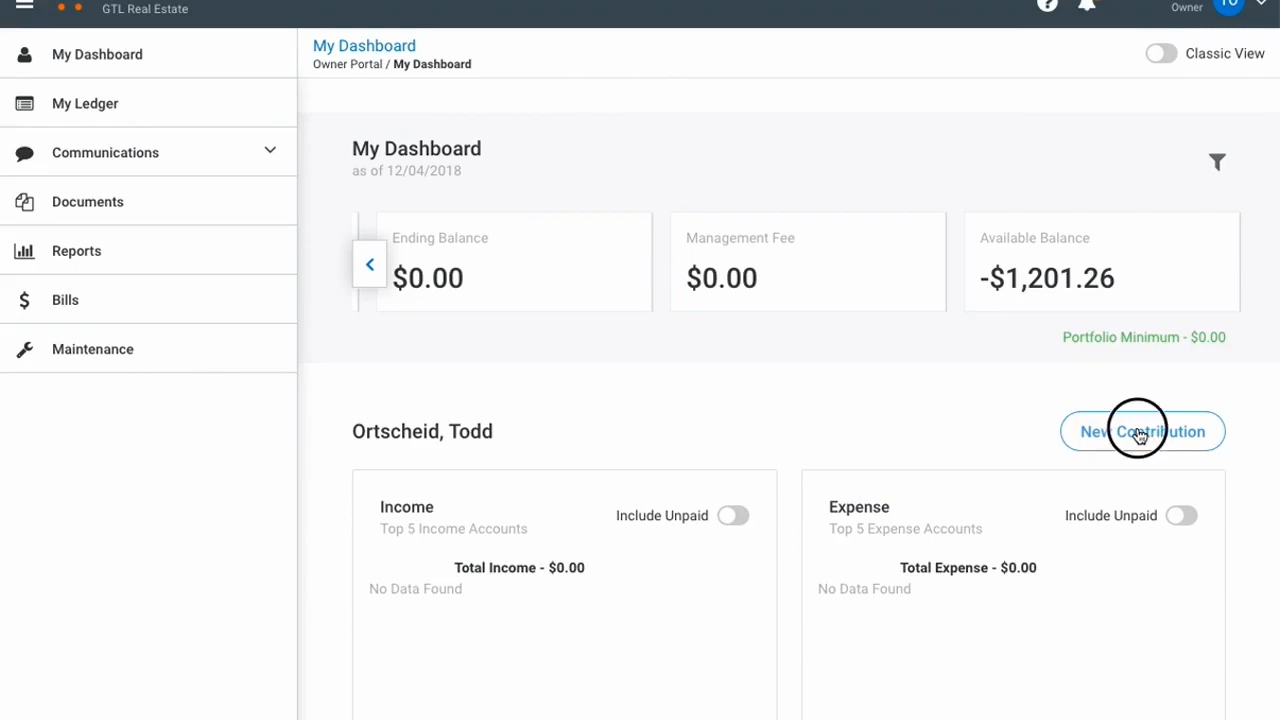 GTL Real Estate
Owner
TO
My Dashboard
My Ledger
Communications
Documents
Reports
Bills
Maintenance
My Dashboard
Owner Portal / My Dashboard
Classic View
My Dashboard
as of 12/04/2018
Ending Balance
$0.00
Management Fee
$0.00
Available Balance
-$1,201.26
Portfolio Minimum - $0.00
Ortscheid, Todd
New Contribution
Income
Top 5 Income Accounts
Include Unpaid
Total Income - $0.00
No Data Found
Expense
Top 5 Expense Accounts
Include Unpaid
Total Expense - $0.00
No Data Found